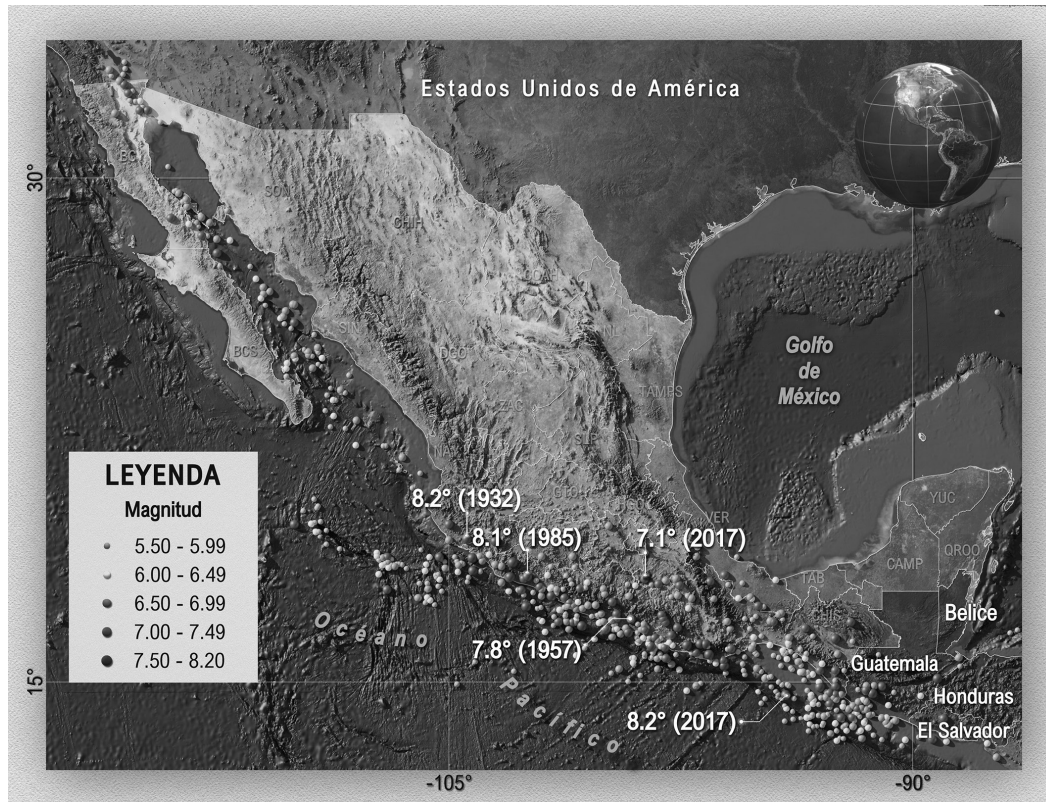 Estados Unidos de América
30°
BC
SON
CHIH
BCS
SIN
DGO
NL
TAMPS
ZAC
SLP
NAY
Golfo
de
México
LEYENDA
Magnitud
5.50 - 5.99
6.00 - 6.49
6.50 - 6.99
7.00 - 7.49
7.50 - 8.20
8.2° (1932)
8.1° (1985)
7.1° (2017)
GTO
VER
YUC
QROO
CAMP
TAB
CHIS
Belice
Océano
Pacífico
7.8° (1957)
Guatemala
15°
Honduras
8.2° (2017)
El Salvador
-105°
-90°